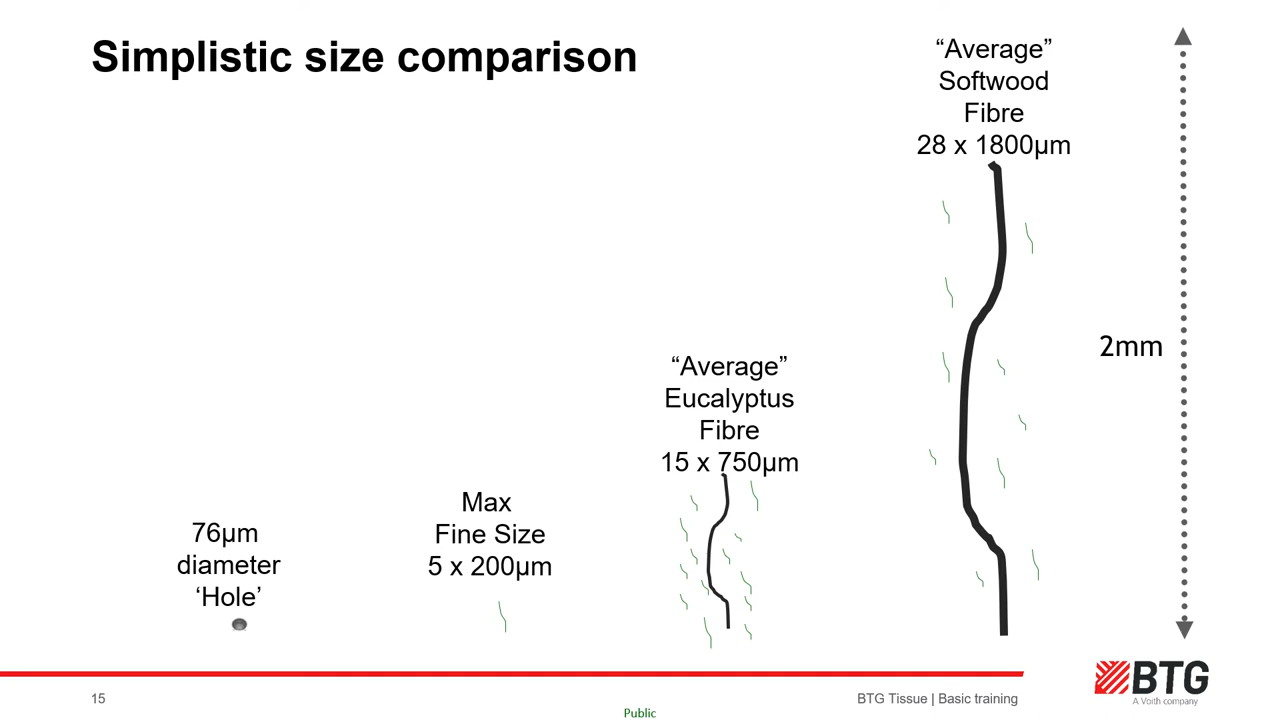 Simplistic size comparison
“Average”
Softwood
Fibre
28 x 1800µm
2mm
“Average”
Eucalyptus
Fibre
15 x 750µm
Max
Fine Size
5 x 200µm
76µm
diameter
‘Hole’
15
BTG Tissue | Basic training
Public
BTG
A Voith company